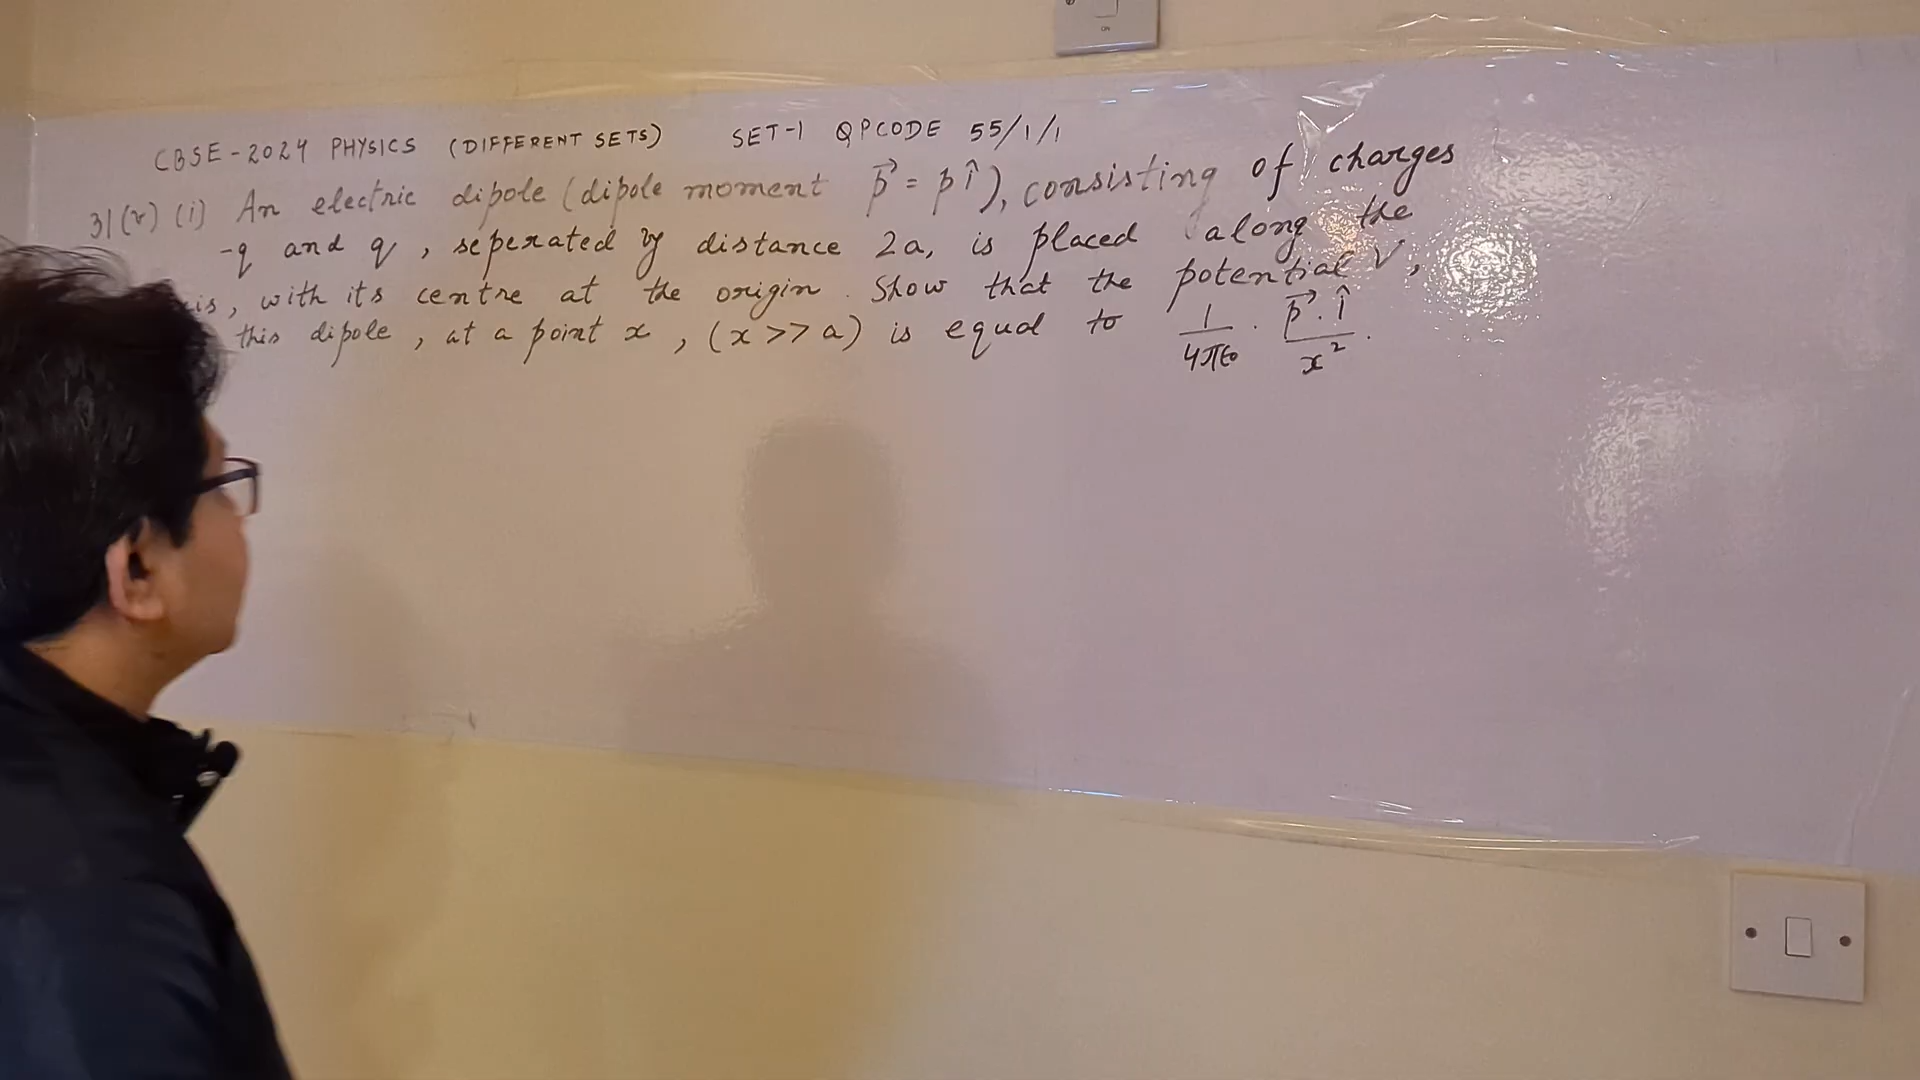 CBSE-2024 PHYSICS (DIFFERENT SETS) SET-1 QPCODE 55/1/1
31(v) (i) An electric dipole (dipole moment p⃗ = p î), consisting of charges
-q and q, seperated by distance 2a, is placed along the
is, with its centre at the origin. Show that the potential V,
this dipole, at a point x, (x >> a) is equal to 1/4πε0 · p⃗.î/x².
ON